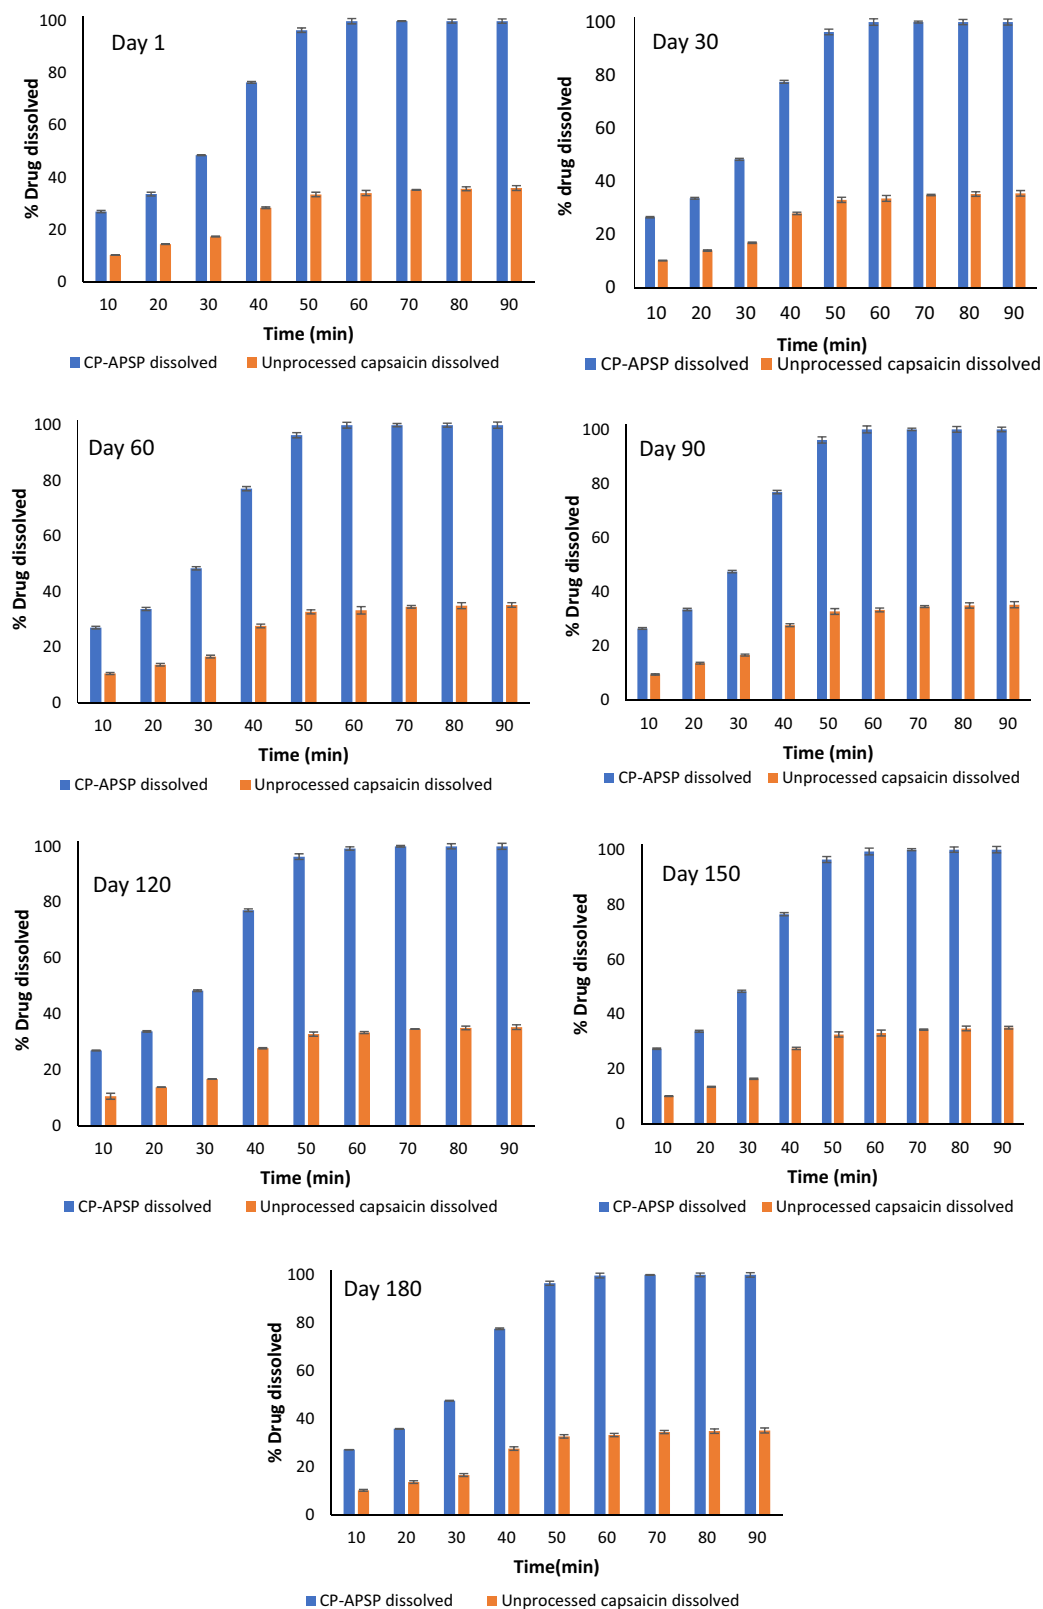 Day 1
% Drug dissolved
100
80
60
40
20
0
10 20 30 40 50 60 70 80 90
Time (min)
CP-APSP dissolved Unprocessed capsaicin dissolved
Day 30
% drug dissolved
100
80
60
40
20
0
10 20 30 40 50 60 70 80 90
Time (min)
CP-APSP dissolved Unprocessed capsaicin dissolved
Day 60
% Drug dissolved
100
80
60
40
20
0
10 20 30 40 50 60 70 80 90
Time (min)
CP-APSP dissolved Unprocessed capsaicin dissolved
Day 90
% Drug dissolved
100
80
60
40
20
0
10 20 30 40 50 60 70 80 90
Time (min)
CP-APSP dissolved Unprocessed capsaicin dissolved
Day 120
% Drug dissolved
100
80
60
40
20
0
10 20 30 40 50 60 70 80 90
Time (min)
CP-APSP dissolved Unprocessed capsaicin dissolved
Day 150
% Drug dissolved
100
80
60
40
20
0
10 20 30 40 50 60 70 80 90
Time (min)
CP-APSP dissolved Unprocessed capsaicin dissolved
Day 180
% Drug dissolved
100
80
60
40
20
0
10 20 30 40 50 60 70 80 90
Time(min)
CP-APSP dissolved Unprocessed capsaicin dissolved